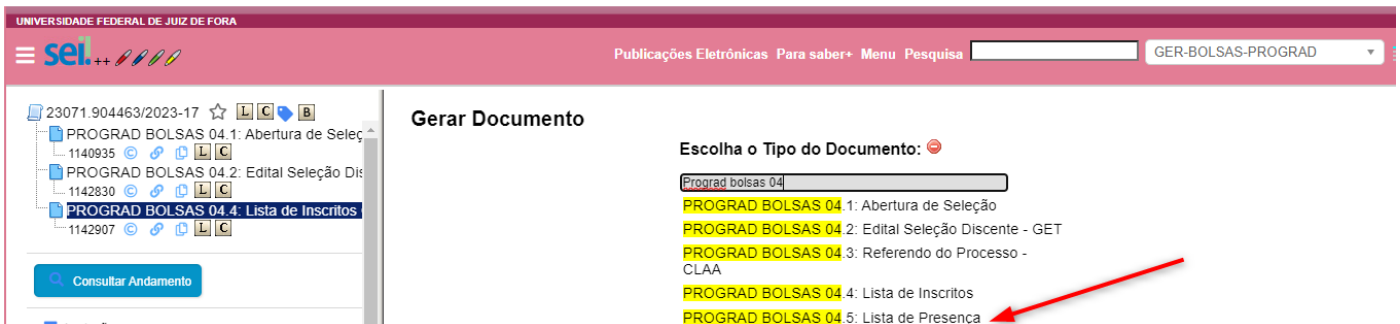 UNIVERSIDADE FEDERAL DE JUIZ DE FORA
sei! ++
Publicações Eletrônicas Para saber+ Menu Pesquisa
GER-BOLSAS-PROGRAD
23071.904463/2023-17 L C B
PROGRAD BOLSAS 04.1: Abertura de Seleç
1140935 © L C
PROGRAD BOLSAS 04.2: Edital Seleção Dis
1142830 © L C
PROGRAD BOLSAS 04.4: Lista de Inscritos
1142907 © L C
Consultar Andamento
Gerar Documento
Escolha o Tipo do Documento:
Prograd bolsas 04
PROGRAD BOLSAS 04.1: Abertura de Seleção
PROGRAD BOLSAS 04.2: Edital Seleção Discente - GET
PROGRAD BOLSAS 04.3: Referendo do Processo -
CLAA
PROGRAD BOLSAS 04.4: Lista de Inscritos
PROGRAD BOLSAS 04.5: Lista de Presença